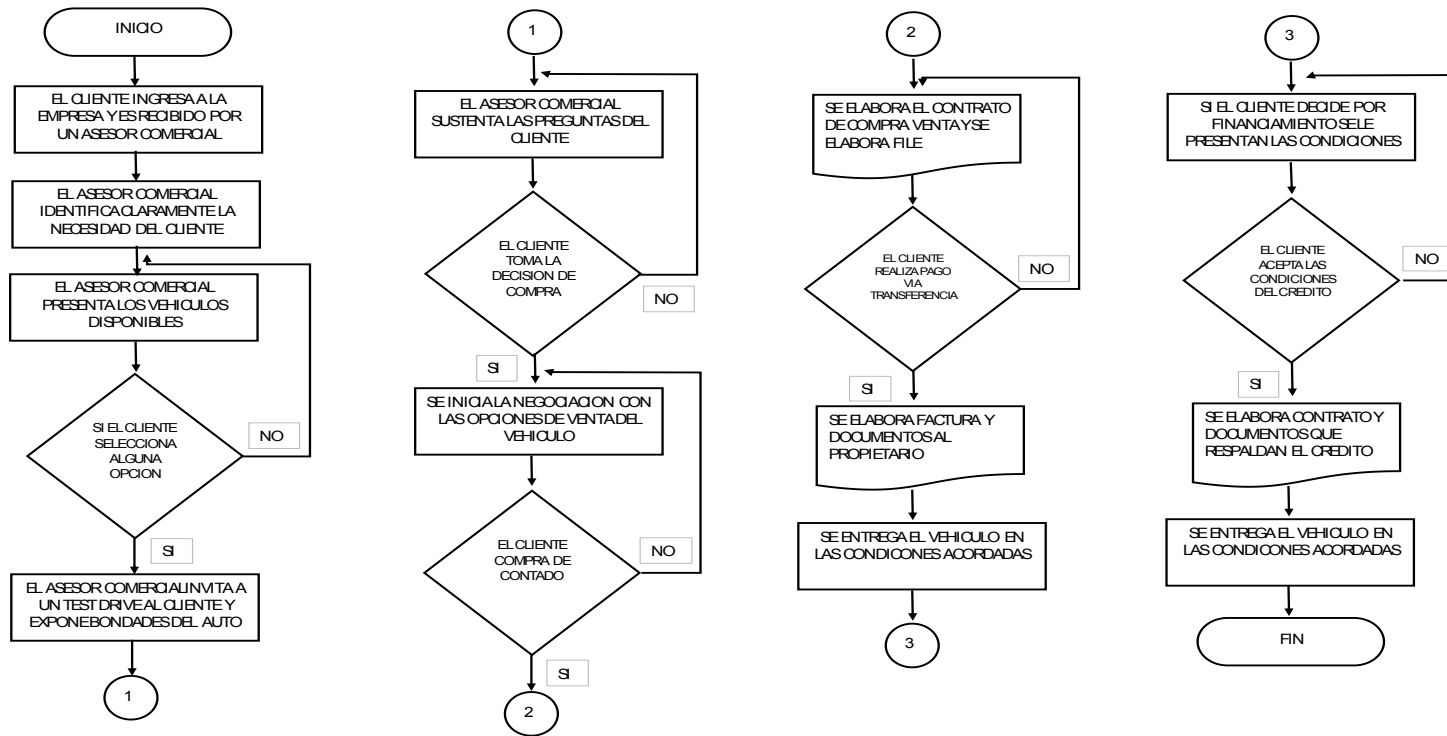 INICIO
EL CLIENTE INGRESA A LA
EMPRESA Y ES RECIBIDO POR
UN ASESOR COMERCIAL
EL ASESOR COMERCIAL
IDENTIFICA CLARAMENTE LA
NECESIDAD DEL CLIENTE
EL ASESOR COMERCIAL
PRESENTA LOS VEHICULOS
DISPONIBLES
SI EL CLIENTE
SELECCIONA
ALGUNA
OPCION
NO
SI
EL ASESOR COMERCIAL INVITA A
UN TEST DRIVE AL CLIENTE Y
EXPONE BONDADES DEL AUTO
1
1
EL ASESOR COMERCIAL
SUSTENTA LAS PREGUNTAS DEL
CLIENTE
EL CLIENTE
TOMA LA
DECISION DE
COMPRA
NO
SI
SE INICIA LA NEGOCIACION CON
LAS OPCIONES DE VENTA DEL
VEHICULO
EL CLIENTE
COMPRA DE
CONTADO
NO
SI
2
2
SE ELABORA EL CONTRATO
DE COMPRA VENTA Y SE
ELABORA FILE
EL CLIENTE
REALIZA PAGO
VIA
TRANSFERENCIA
NO
SI
SE ELABORA FACTURA Y
DOCUMENTOS AL
PROPIETARIO
SE ENTREGA EL VEHICULO EN
LAS CONDICONES ACORDADAS
3
3
SI EL CLIENTE DECIDE POR
FINANCIAMIENTO SE LE
PRESENTAN LAS CONDICIONES
EL CLIENTE
ACEPTA LAS
CONDICIONES
DEL CREDITO
NO
SI
SE ELABORA CONTRATO Y
DOCUMENTOS QUE
RESPALDAN EL CREDITO
SE ENTREGA EL VEHICULO EN
LAS CONDICONES ACORDADAS
FIN